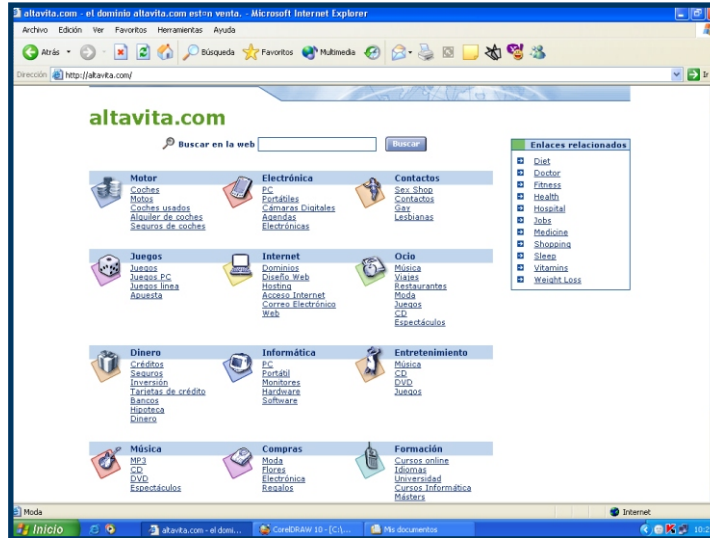 altavita.com - el dominio altavita.com est¤n venta. - Microsoft Internet Explorer
Archivo Edición Ver Favoritos Herramientas Ayuda
Atrás Búsqueda Favoritos Multimedia
Dirección http://altavita.com/ Ir
altavita.com
Buscar en la web Buscar
Motor
Coches
Motos
Coches usados
Alquiler de coches
Seguros de coches
Electrónica
PC
Portátiles
Cámaras Digitales
Agendas
Electrónicas
Contactos
Sex Shop
Contactos
Gay
Lesbianas
Enlaces relacionados
Diet
Doctor
Fitness
Health
Hospital
Jobs
Medicine
Shopping
Sleep
Vitamins
Weight Loss
Juegos
Juegos
Juegos PC
Juegos linea
Apuesta
Internet
Dominios
Diseño Web
Hosting
Acceso Internet
Correo Electrónico
Web
Ocio
Música
Viajes
Restaurantes
Moda
Juegos
CD
Espectáculos
Dinero
Créditos
Seguros
Inversión
Tarjetas de crédito
Bancos
Hipoteca
Dinero
Informática
PC
Portátil
Monitores
Hardware
Software
Entretenimiento
Música
CD
DVD
Juegos
Música
MP3
CD
DVD
Espectáculos
Compras
Moda
Flores
Electrónica
Regalos
Formación
Cursos online
Idiomas
Universidad
Cursos Informática
Másters
Moda Internet
Inicio altavita.com - el domi... CorelDRAW 10 - [C:\... Mis documentos